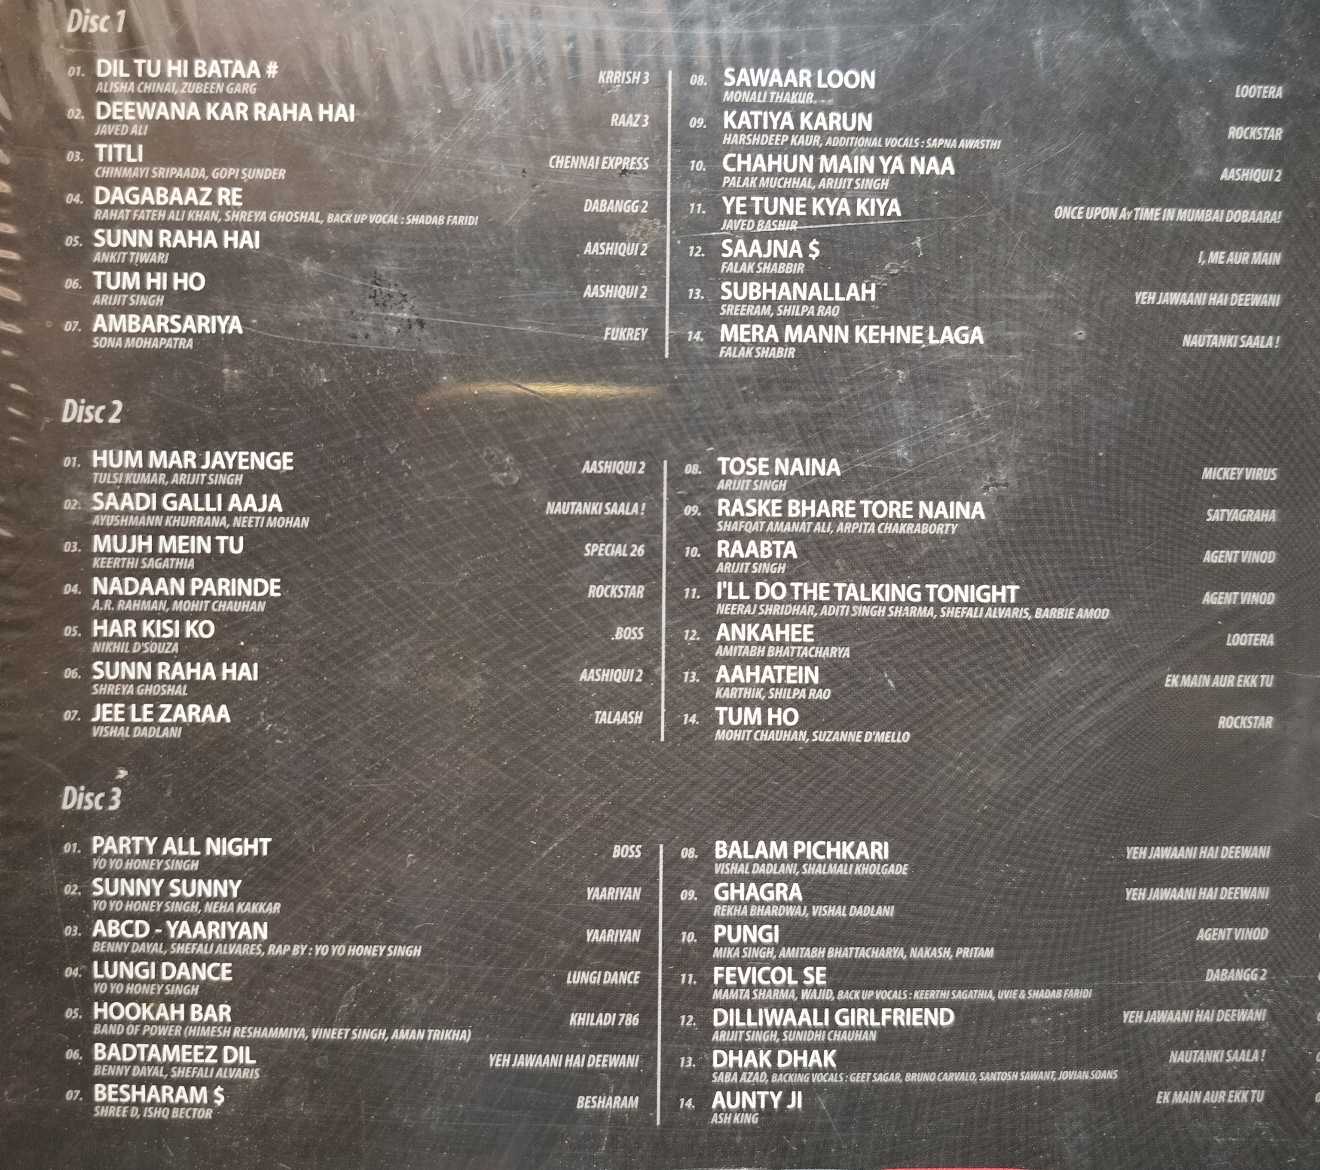 Disc 1
01. DIL TU HI BATAA # KRRISH 3
ALISHA CHINAI, ZUBEEN GARG
02. DEEWANA KAR RAHA HAI RAAZ 3
JAVED ALI
03. TITLI CHENNAI EXPRESS
CHINMAYI SRIPAADA, GOPI SUNDER
04. DAGABAAZ RE DABANGG 2
RAHAT FATEH ALI KHAN, SHREYA GHOSHAL, BACK UP VOCAL : SHADAB FARIDI
05. SUNN RAHA HAI AASHIQUI 2
ANKIT TIWARI
06. TUM HI HO AASHIQUI 2
ARIJIT SINGH
07. AMBARSARIYA FUKREY
SONA MOHAPATRA
08. SAWAAR LOON LOOTERA
MONALI THAKUR
09. KATIYA KARUN ROCKSTAR
HARSHDEEP KAUR, ADDITIONAL VOCALS : SAPNA AWASTHI
10. CHAHUN MAIN YA NAA AASHIQUI 2
PALAK MUCHHAL, ARIJIT SINGH
11. YE TUNE KYA KIYA ONCE UPON Ay TIME IN MUMBAI DOBAARA!
JAVED BASHIR
12. SAAJNA $ I, ME AUR MAIN
FALAK SHABBIR
13. SUBHANALLAH YEH JAWAANI HAI DEEWANI
SREERAM, SHILPA RAO
14. MERA MANN KEHNE LAGA NAUTANKI SAALA !
FALAK SHABIR
Disc 2
01. HUM MAR JAYENGE AASHIQUI 2
TULSI KUMAR, ARIJIT SINGH
02. SAADI GALLI AAJA NAUTANKI SAALA !
AYUSHMANN KHURRANA, NEETI MOHAN
03. MUJH MEIN TU SPECIAL 26
KEERTHI SAGATHIA
04. NADAAN PARINDE ROCKSTAR
A.R. RAHMAN, MOHIT CHAUHAN
05. HAR KISI KO BOSS
NIKHIL D'SOUZA
06. SUNN RAHA HAI AASHIQUI 2
SHREYA GHOSHAL
07. JEE LE ZARAA TALAASH
VISHAL DADLANI
08. TOSE NAINA MICKEY VIRUS
ARIJIT SINGH
09. RASKE BHARE TORE NAINA SATYAGRAHA
SHAFQAT AMANAT ALI, ARPITA CHAKRABORTY
10. RAABTA AGENT VINOD
ARIJIT SINGH
11. I'LL DO THE TALKING TONIGHT AGENT VINOD
NEERAJ SHRIDHAR, ADITI SINGH SHARMA, SHEFALI ALVARIS, BARBIE AMOD
12. ANKAHEE LOOTERA
AMITABH BHATTACHARYA
13. AAHATEIN EK MAIN AUR EKK TU
KARTHIK, SHILPA RAO
14. TUM HO ROCKSTAR
MOHIT CHAUHAN, SUZANNE D'MELLO
Disc 3
01. PARTY ALL NIGHT BOSS
YO YO HONEY SINGH
02. SUNNY SUNNY YAARIYAN
YO YO HONEY SINGH, NEHA KAKKAR
03. ABCD - YAARIYAN YAARIYAN
BENNY DAYAL, SHEFALI ALVARES, RAP BY : YO YO HONEY SINGH
04. LUNGI DANCE LUNGI DANCE
YO YO HONEY SINGH
05. HOOKAH BAR KHILADI 786
BAND OF POWER (HIMESH RESHAMMIYA, VINEET SINGH, AMAN TRIKHA)
06. BADTAMEEZ DIL YEH JAWAANI HAI DEEWANI
BENNY DAYAL, SHEFALI ALVARIS
07. BESHARAM $ BESHARAM
SHREE D, ISHQ BECTOR
08. BALAM PICHKARI YEH JAWAANI HAI DEEWANI
VISHAL DADLANI, SHALMALI KHOLGADE
09. GHAGRA YEH JAWAANI HAI DEEWANI
REKHA BHARDWAJ, VISHAL DADLANI
10. PUNGI AGENT VINOD
MIKA SINGH, AMITABH BHATTACHARYA, NAKASH, PRITAM
11. FEVICOL SE DABANGG 2
MAMTA SHARMA, WAJID, BACK UP VOCALS : KEERTHI SAGATHIA, UVIE & SHADAB FARIDI
12. DILLIWAALI GIRLFRIEND YEH JAWAANI HAI DEEWANI
ARIJIT SINGH, SUNIDHI CHAUHAN
13. DHAK DHAK NAUTANKI SAALA !
SABA AZAD, BACKING VOCALS : GEET SAGAR, BRUNO CARVALO, SANTOSH SAWANT, JOVIAN SOANS
14. AUNTY JI EK MAIN AUR EKK TU
ASH KING